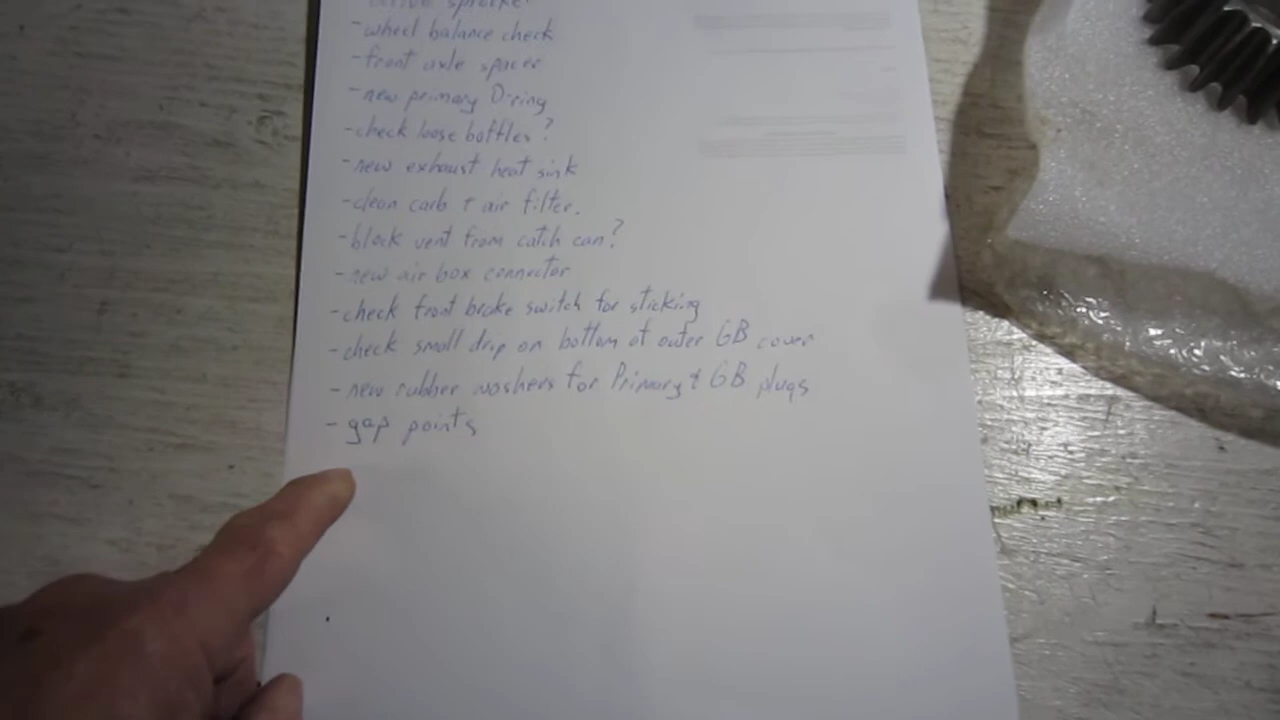 sprocket
-wheel balance check
-front axle spacer
-new primary O-ring
-check loose baffles?
-new exhaust heat sink
-clean carb + air filter.
-block vent from catch can?
-new air box connector
-check front brake switch for sticking
-check small drip on bottom of outer GB cover
-new rubber washers for Primary + GB plugs
-gap points